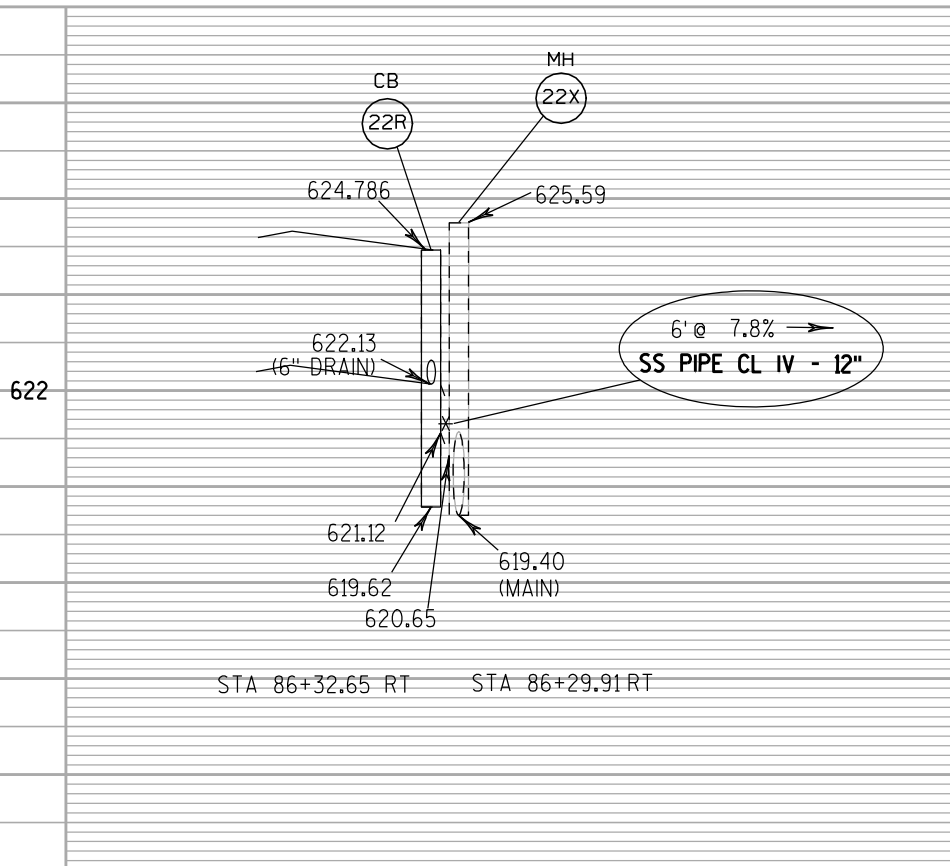 MH
22X
CB
22R
624.786
625.59
6' @ 7.8%
SS PIPE CL IV - 12"
622.13
(6" DRAIN)
622
621.12
619.40
(MAIN)
619.62
620.65
STA 86+32.65 RT
STA 86+29.91 RT